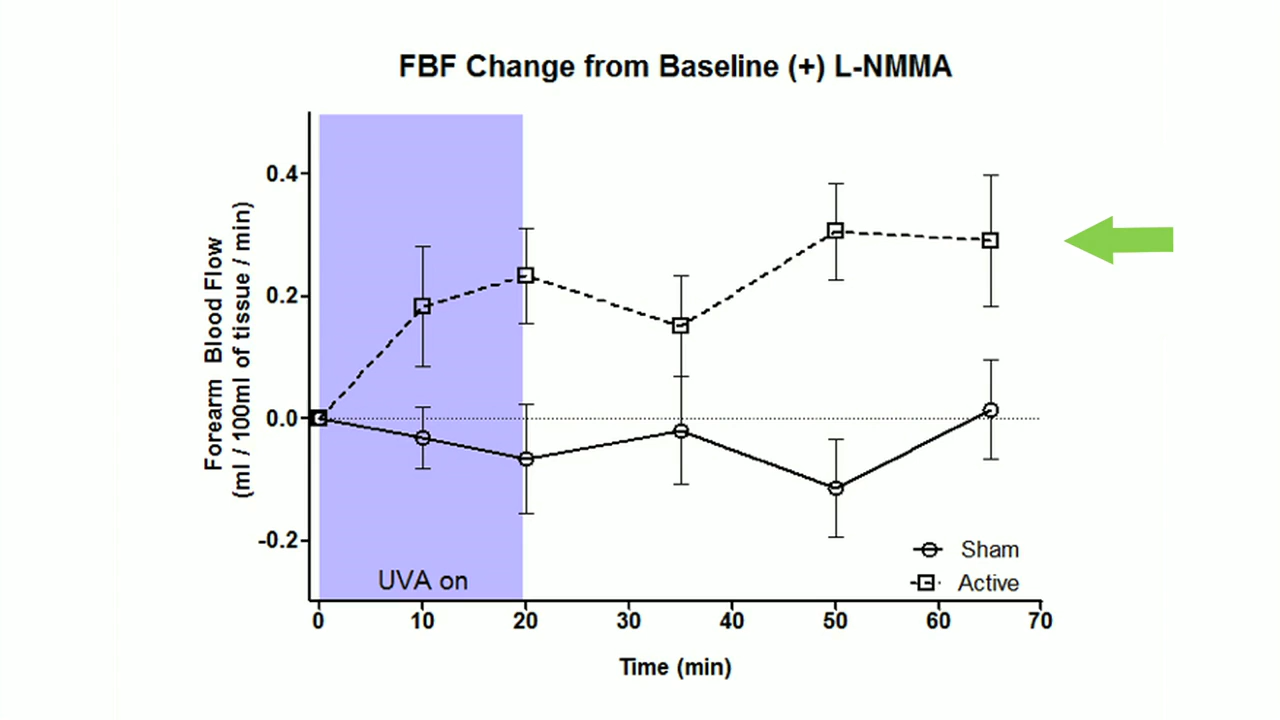 FBF Change from Baseline (+) L-NMMA
Forearm Blood Flow
(ml / 100ml of tissue / min)
0.4
0.2
0.0
-0.2
UVA on
Sham
Active
0 10 20 30 40 50 60 70
Time (min)